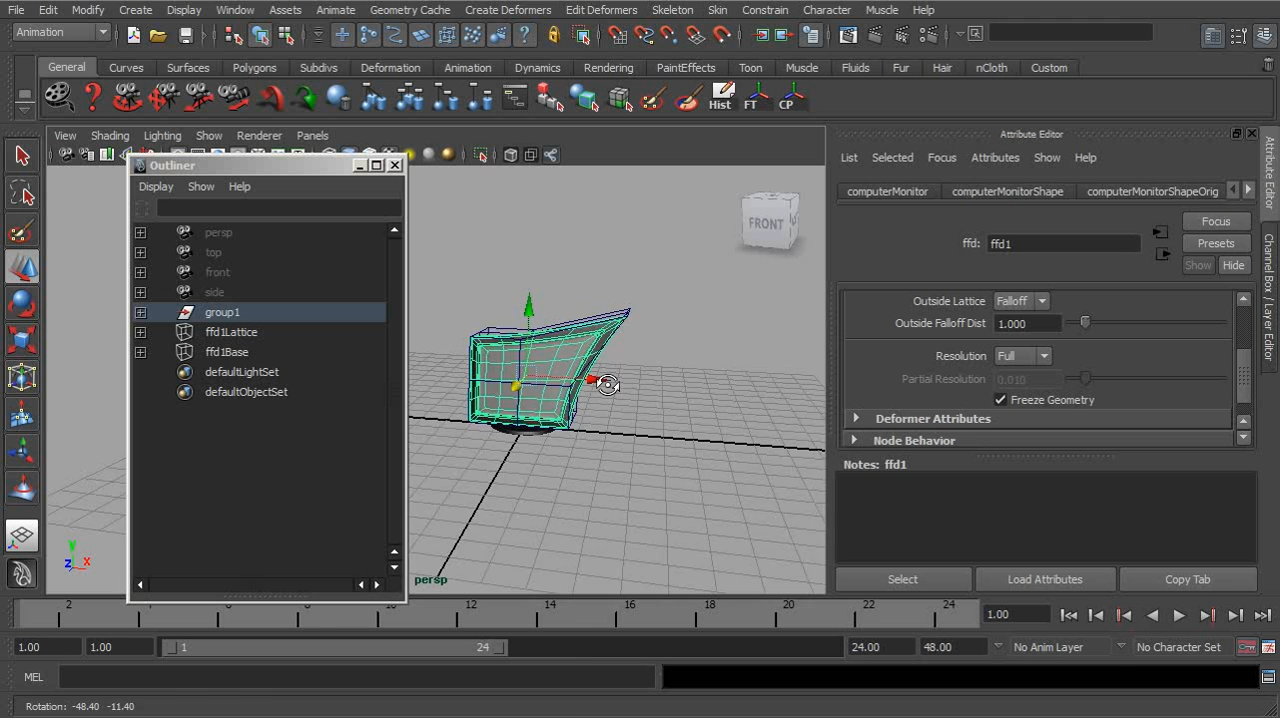 File Edit Modify Create Display Window Assets Animate Geometry Cache Create Deformers Edit Deformers Skeleton Skin Constrain Character Muscle Help
Animation
General Curves Surfaces Polygons Subdivs Deformation Animation Dynamics Rendering PaintEffects Toon Muscle Fluids Fur Hair nCloth Custom
Hist FT CP
View Shading Lighting Show Renderer Panels
Attribute Editor
Outliner
List Selected Focus Attributes Show Help
Display Show Help
computerMonitor computerMonitorShape computerMonitorShapeOrig
Focus
ffd: ffd1 Presets
Show Hide
persp
top
front
side
group1
ffd1Lattice
ffd1Base
defaultLightSet
defaultObjectSet
FRONT
Outside Lattice Falloff
Outside Falloff Dist 1.000
Resolution Full
Partial Resolution 0.010
Freeze Geometry
Deformer Attributes
Node Behavior
Notes: ffd1
Select Load Attributes Copy Tab
Attribute Editor
Channel Box / Layer Editor
y
z x
persp
2 12 14 16 18 20 22 24 1.00
1.00 1.00 1 24 24.00 48.00 No Anim Layer No Character Set
MEL
Rotation: -48.40 -11.40